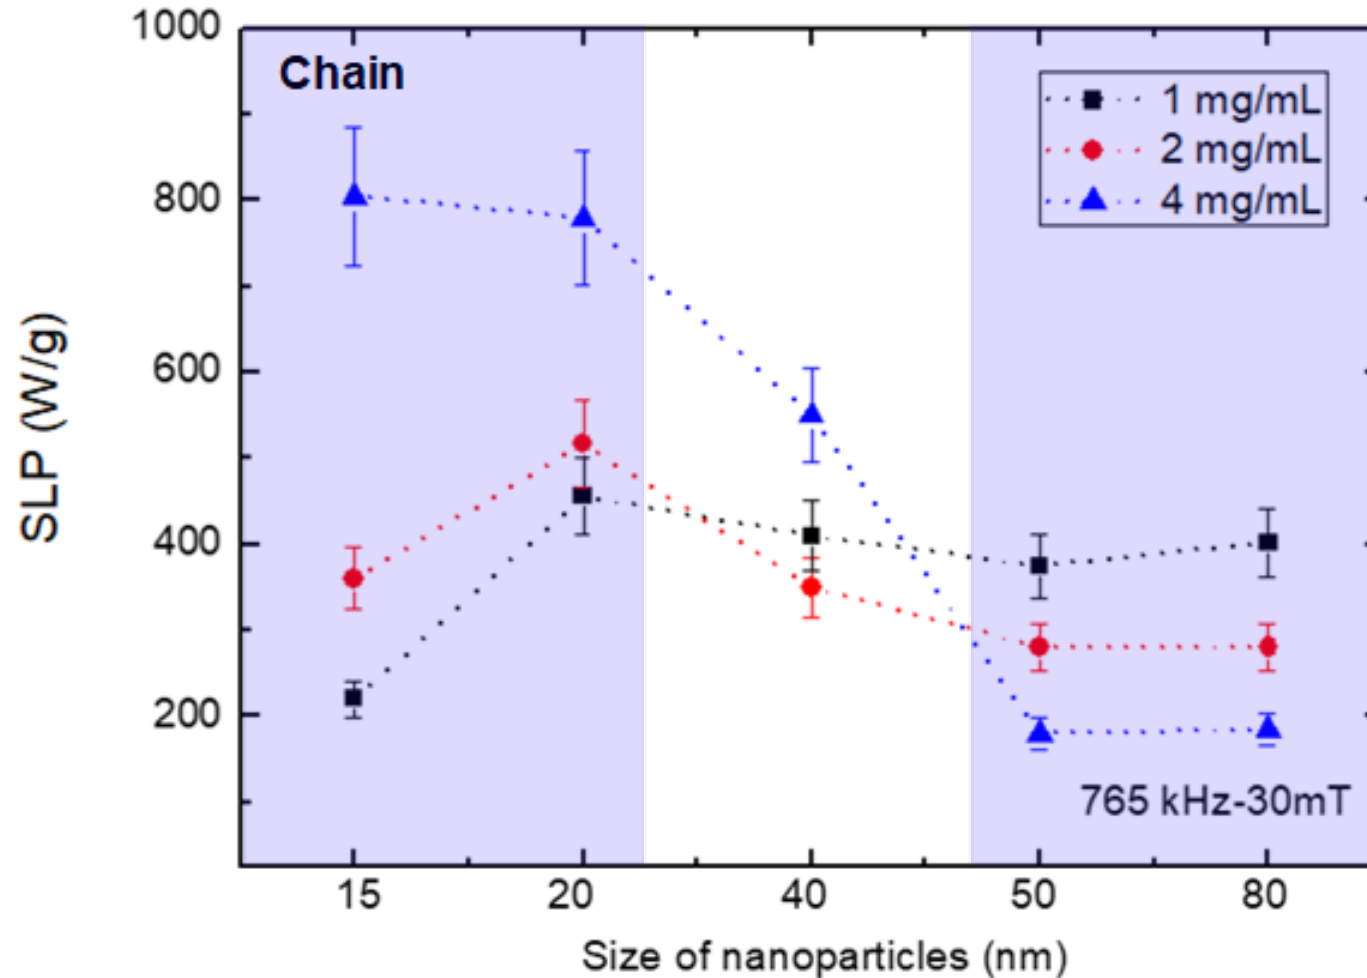 Chain
1 mg/mL
2 mg/mL
4 mg/mL
1000
800
600
400
200
SLP (W/g)
765 kHz-30mT
15 20 40 50 80
Size of nanoparticles (nm)